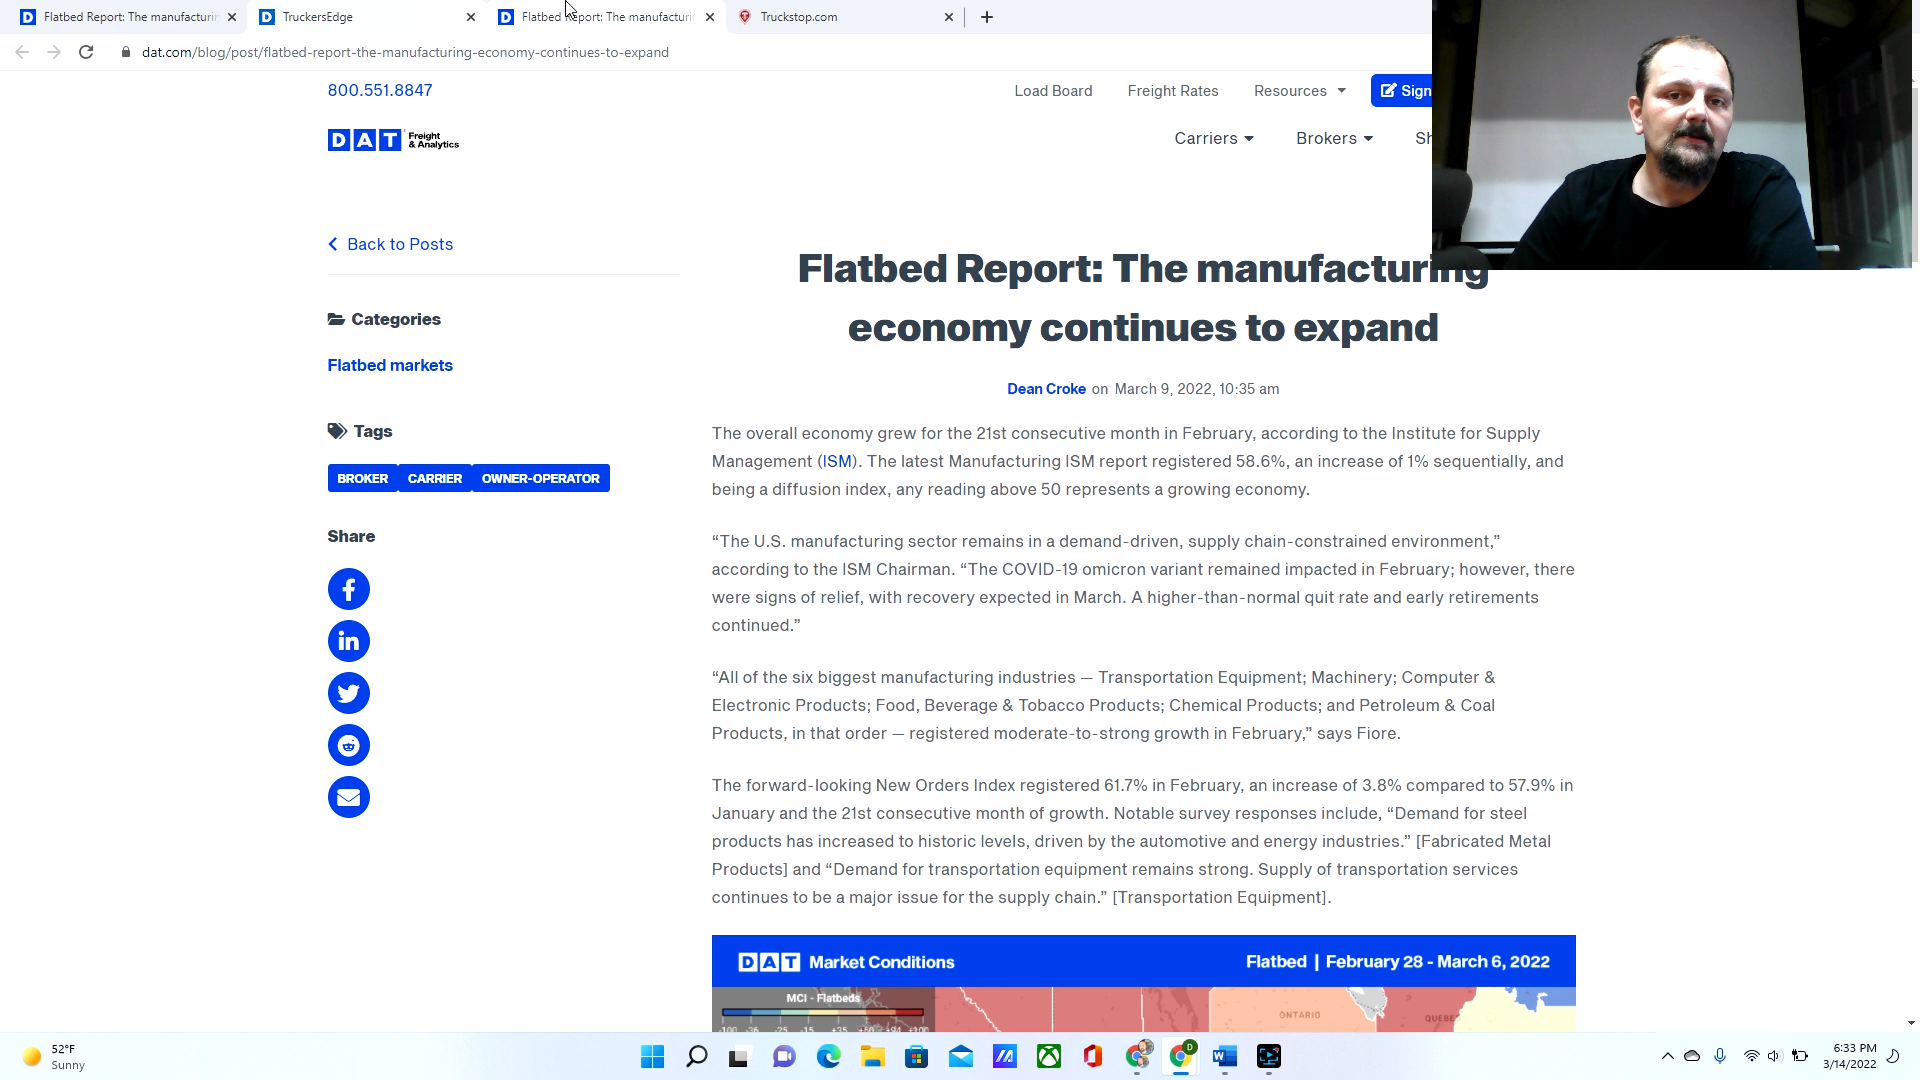 Flatbed Report: The manufacturin
TruckersEdge
Flatbed Report: The manufacturi
Truckstop.com
dat.com/blog/post/flatbed-report-the-manufacturing-economy-continues-to-expand
800.551.8847
Load Board
Freight Rates
Resources
Sign
DAT Freight & Analytics
Carriers
Brokers
Sh
Back to Posts
Categories
Flatbed markets
Tags
BROKER
CARRIER
OWNER-OPERATOR
Share
Flatbed Report: The manufacturing
economy continues to expand
Dean Croke on March 9, 2022, 10:35 am
The overall economy grew for the 21st consecutive month in February, according to the Institute for Supply
Management (ISM). The latest Manufacturing ISM report registered 58.6%, an increase of 1% sequentially, and
being a diffusion index, any reading above 50 represents a growing economy.
“The U.S. manufacturing sector remains in a demand-driven, supply chain-constrained environment,”
according to the ISM Chairman. “The COVID-19 omicron variant remained impacted in February; however, there
were signs of relief, with recovery expected in March. A higher-than-normal quit rate and early retirements
continued.”
“All of the six biggest manufacturing industries — Transportation Equipment; Machinery; Computer &
Electronic Products; Food, Beverage & Tobacco Products; Chemical Products; and Petroleum & Coal
Products, in that order — registered moderate-to-strong growth in February,” says Fiore.
The forward-looking New Orders Index registered 61.7% in February, an increase of 3.8% compared to 57.9% in
January and the 21st consecutive month of growth. Notable survey responses include, “Demand for steel
products has increased to historic levels, driven by the automotive and energy industries.” [Fabricated Metal
Products] and “Demand for transportation equipment remains strong. Supply of transportation services
continues to be a major issue for the supply chain.” [Transportation Equipment].
DAT Market Conditions
Flatbed | February 28 - March 6, 2022
MCI - Flatbeds
ONTARIO
QUEBE
52°F
Sunny
6:33 PM
3/14/2022